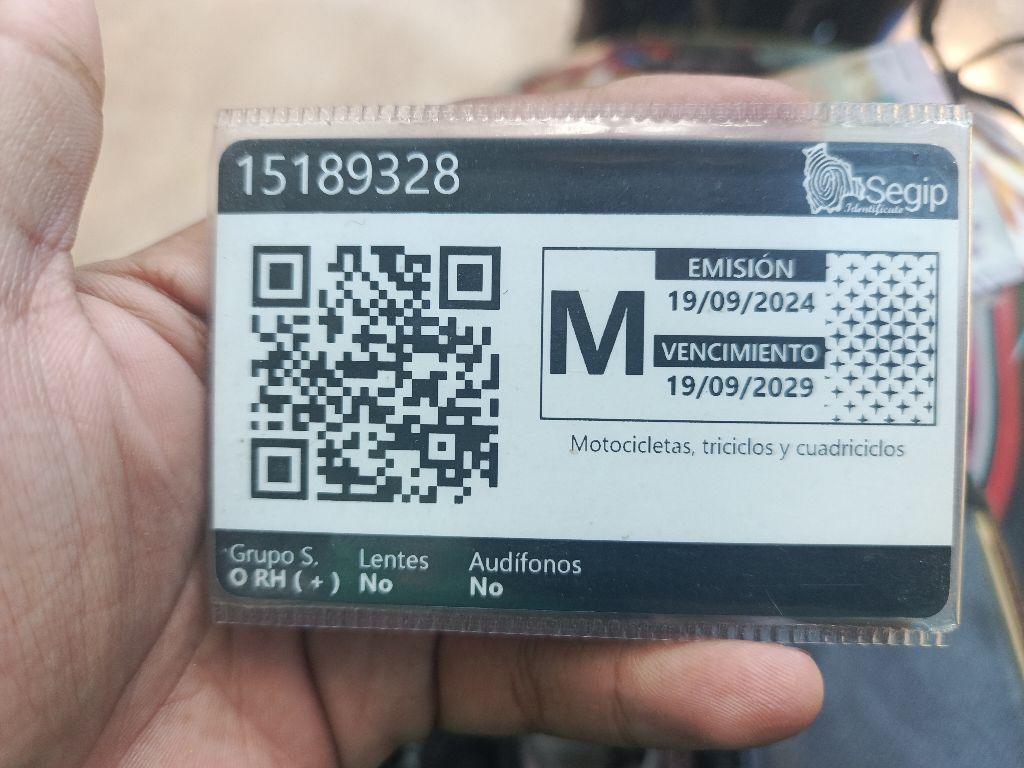 15189328
Segip
Identifícate
EMISIÓN
M
19/09/2024
VENCIMIENTO
19/09/2029
Motocicletas, triciclos y cuadriciclos
Grupo S. Lentes Audífonos
O RH ( + ) No No